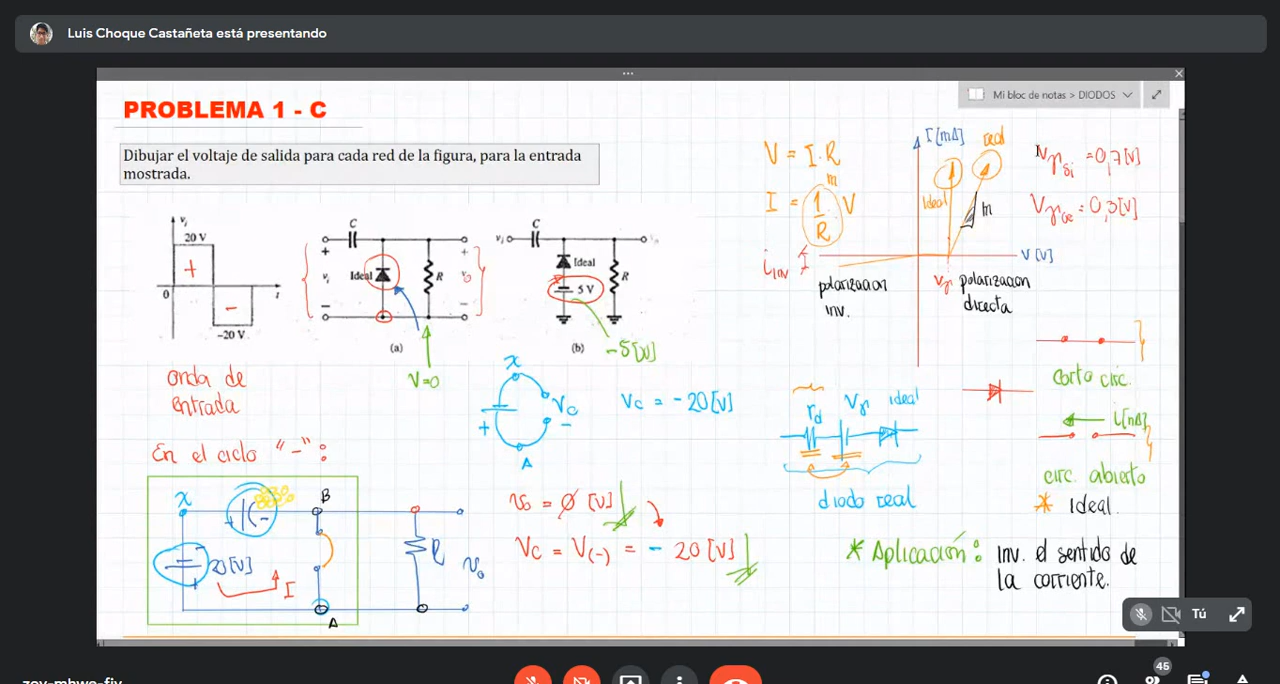 Luis Choque Castañeta está presentando
PROBLEMA 1 - C
Mi bloc de notas > DIODOS
Dibujar el voltaje de salida para cada red de la figura, para la entrada
mostrada.
V = I.R
m
I = 1/R V
I[mA]
real
Ideal
m
Vγsi = 0,7[V]
VγGe = 0,3[V]
V[V]
Vγ
iinv
polarizacion
inv.
polarización
directa
vi
20 V
+
0
t
-
-20 V
C
+
vi
-
Ideal
R
+
vo
-
(a)
V=0
C
vi
Ideal
5 V
R
(b)
-5[V]
onda de
entrada
x
+
Vc
-
A
Vc = -20[V]
rd
Vγ
ideal
diodo real
corto circ.
i[nA]
circ. abierto
* Ideal.
En el ciclo "-":
x
+
-
B
-
20[V]
+
I
R
vo
A
vo = ø [V]
Vc = V(-) = - 20[V]
* Aplicación: Inv. el sentido de
la corriente.
Tú
45